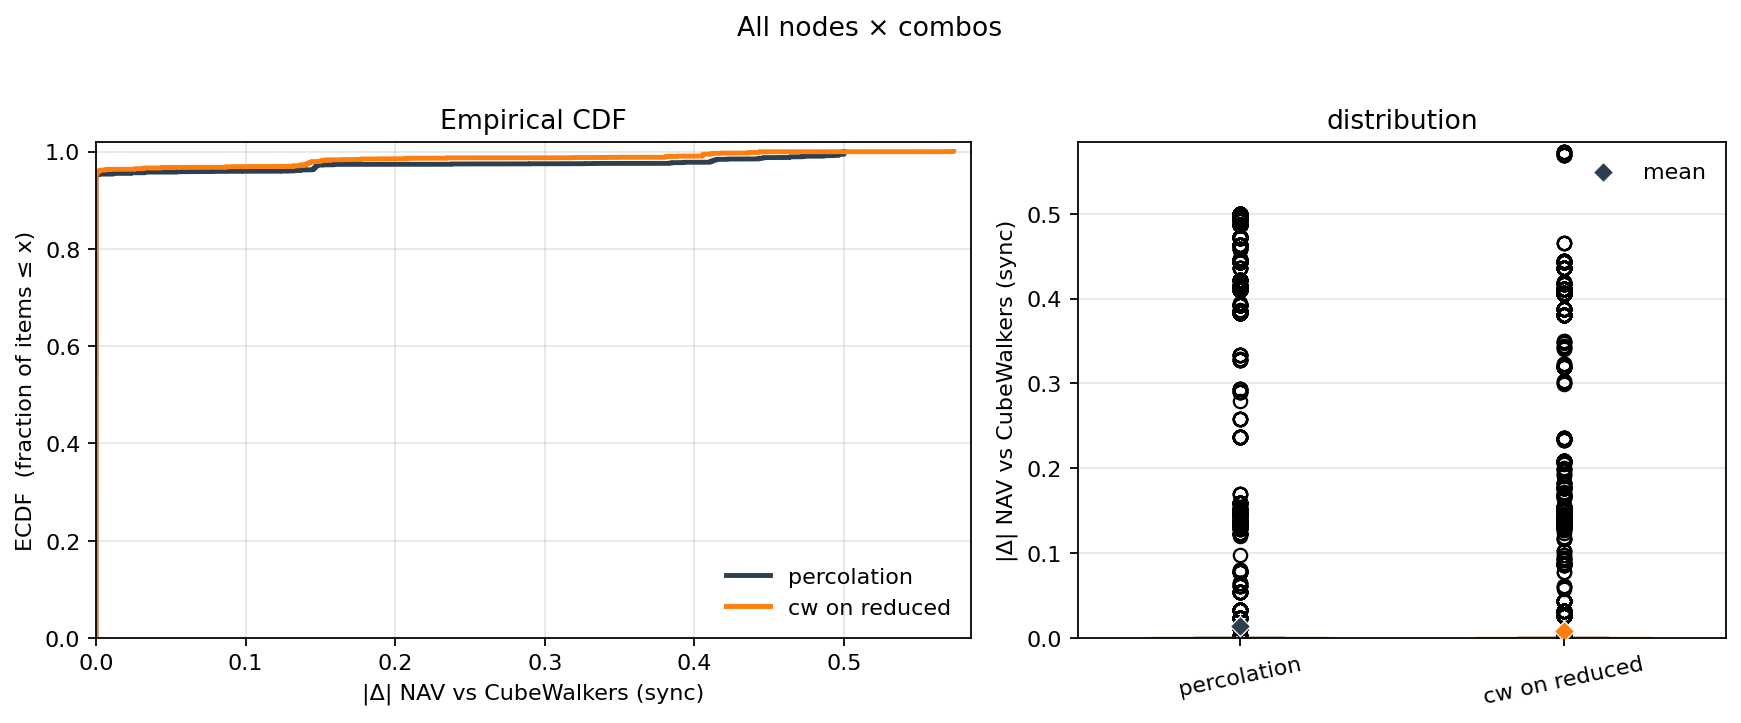 All nodes × combos
Empirical CDF
ECDF  (fraction of items ≤ x)
1.0
0.8
0.6
0.4
0.2
0.0
percolation
cw on reduced
0.0 0.1 0.2 0.3 0.4 0.5
|Δ| NAV vs CubeWalkers (sync)
distribution
|Δ| NAV vs CubeWalkers (sync)
mean
0.5
0.4
0.3
0.2
0.1
0.0
percolation
cw on reduced